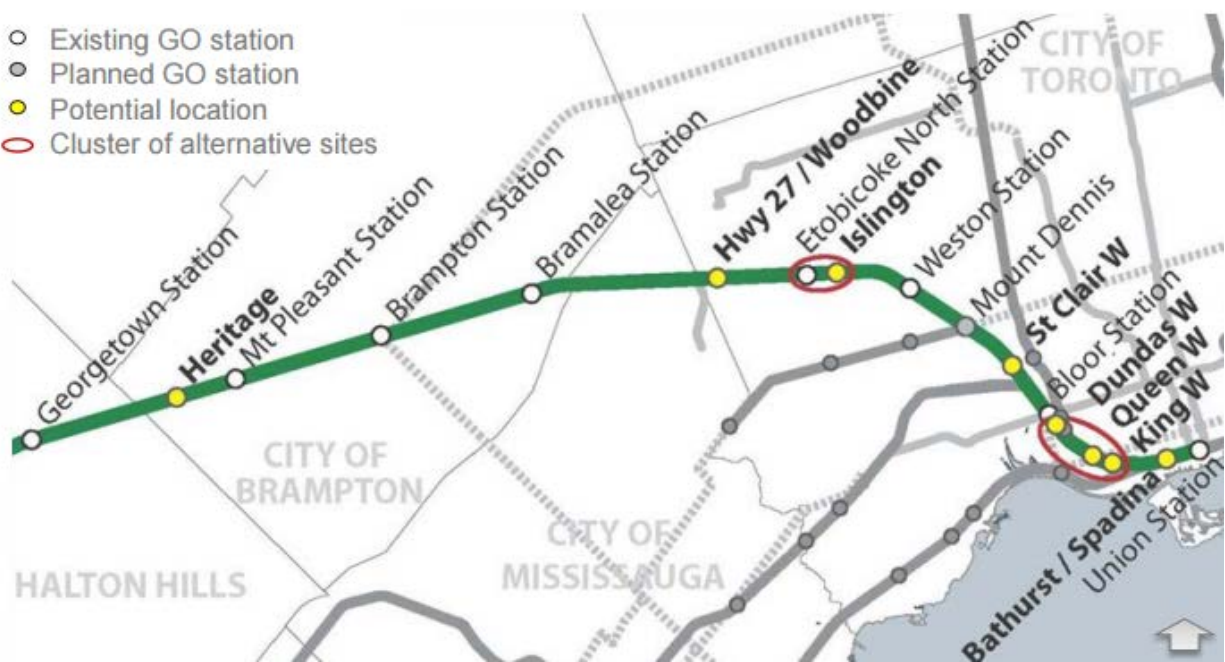 Existing GO station
Planned GO station
Potential location
Cluster of alternative sites
CITY OF
TORONTO
Georgetown Station
Heritage
Mt Pleasant Station
Brampton Station
Bramalea Station
Hwy 27 / Woodbine
Etobicoke North Station
Islington
Weston Station
Mount Dennis
St Clair W
Bloor Station
Dundas W
Queen W
King W
Bathurst / Spadina
Union Station
CITY OF
BRAMPTON
CITY OF
MISSISSAUGA
HALTON HILLS